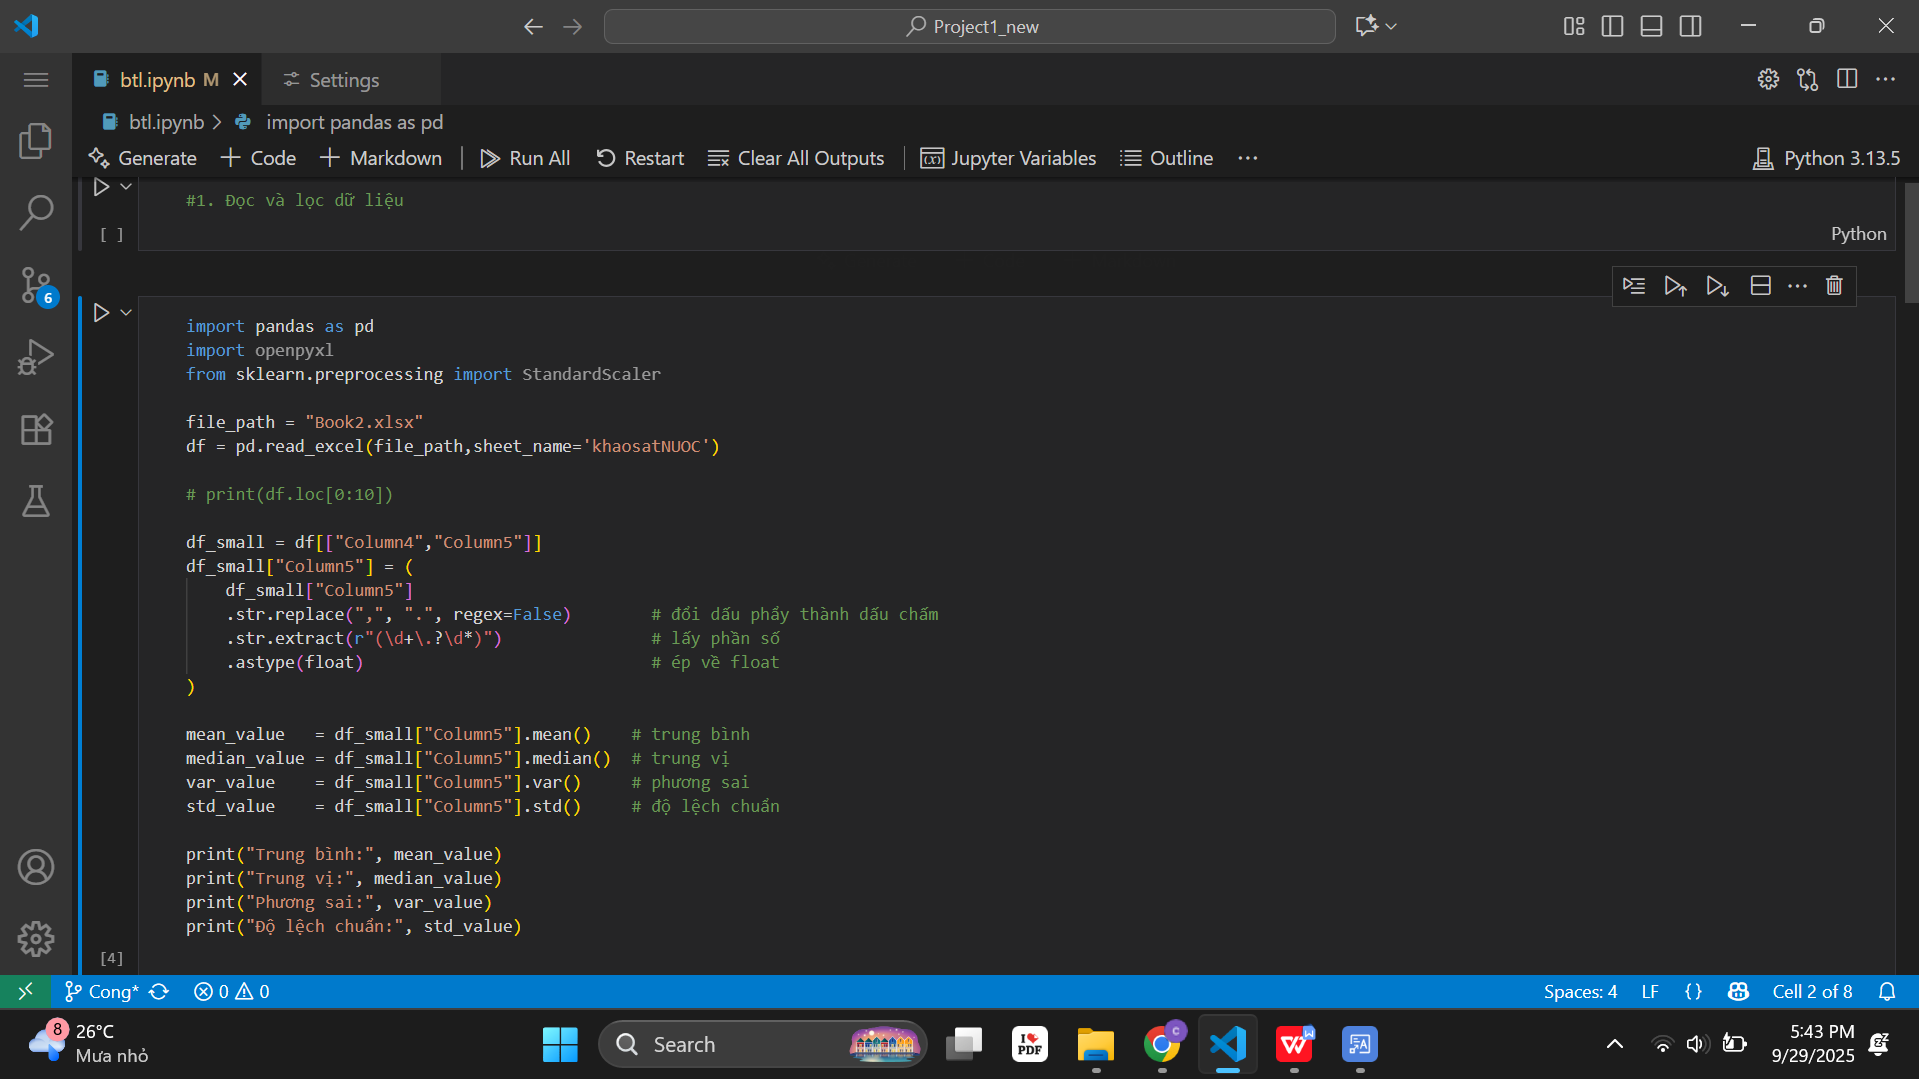 Project1_new
btl.ipynb M
Settings
btl.ipynb > import pandas as pd
Generate + Code + Markdown | Run All Restart Clear All Outputs | Jupyter Variables Outline ... Python 3.13.5
#1. Đọc và lọc dữ liệu
[ ]
Python
import pandas as pd
import openpyxl
from sklearn.preprocessing import StandardScaler
file_path = "Book2.xlsx"
df = pd.read_excel(file_path,sheet_name='khaosatNUOC')
# print(df.loc[0:10])
df_small = df[["Column4","Column5"]]
df_small["Column5"] = (
df_small["Column5"]
.str.replace(",", ".", regex=False) # đổi dấu phẩy thành dấu chấm
.str.extract(r"(\d+\.?\d*)") # lấy phần số
.astype(float) # ép về float
)
mean_value = df_small["Column5"].mean() # trung bình
median_value = df_small["Column5"].median() # trung vị
var_value = df_small["Column5"].var() # phương sai
std_value = df_small["Column5"].std() # độ lệch chuẩn
print("Trung bình:", mean_value)
print("Trung vị:", median_value)
print("Phương sai:", var_value)
print("Độ lệch chuẩn:", std_value)
[4]
6
Cong* 0 0 Spaces: 4 LF {} Cell 2 of 8
8
26°C
Mưa nhỏ
Search
I PDF
C
W
A
5:43 PM
9/29/2025